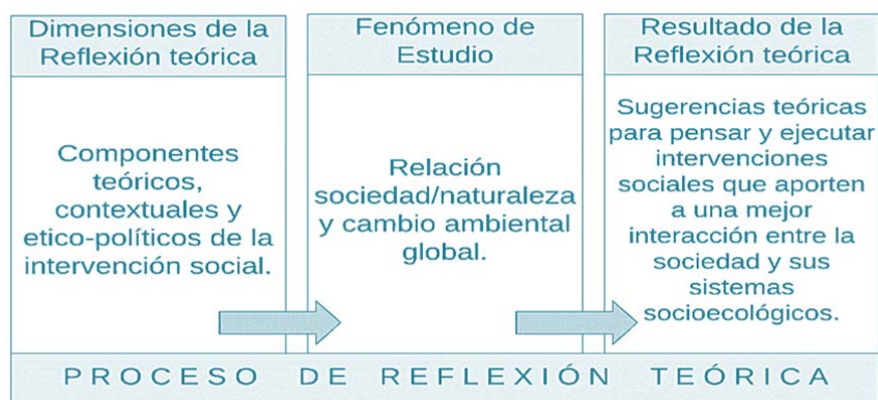 Dimensiones de la
Reflexión teórica
Componentes
teóricos,
contextuales y
etico-políticos de la
intervención social.
Fenómeno de
Estudio
Relación
sociedad/naturaleza
y cambio ambiental
global.
Resultado de la
Reflexión teórica
Sugerencias teóricas
para pensar y ejecutar
intervenciones
sociales que aporten
a una mejor
interacción entre la
sociedad y sus
sistemas
socioecológicos.
PROCESO DE REFLEXIÓN TEÓRICA